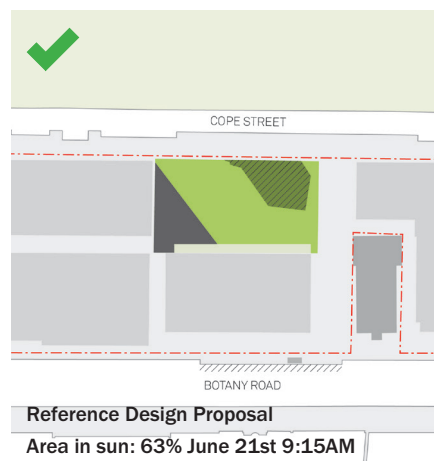 COPE STREET
BOTANY ROAD
Reference Design Proposal
Area in sun: 63% June 21st 9:15AM